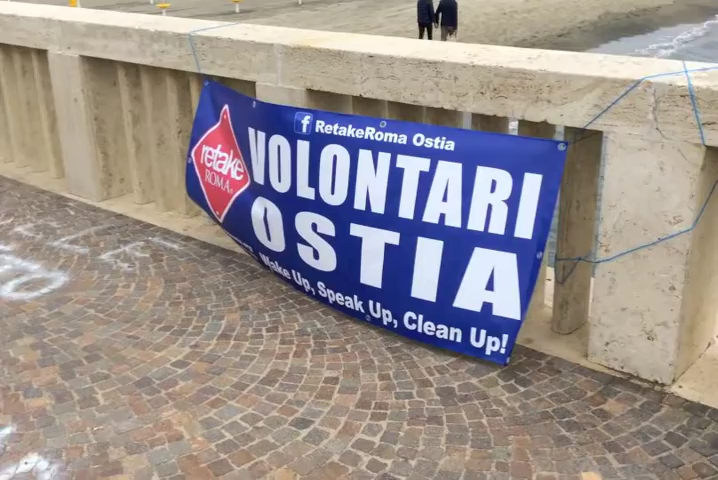 f RetakeRoma Ostia
retake
ROMA
VOLONTARI
OSTIA
Wake Up, Speak Up, Clean Up!